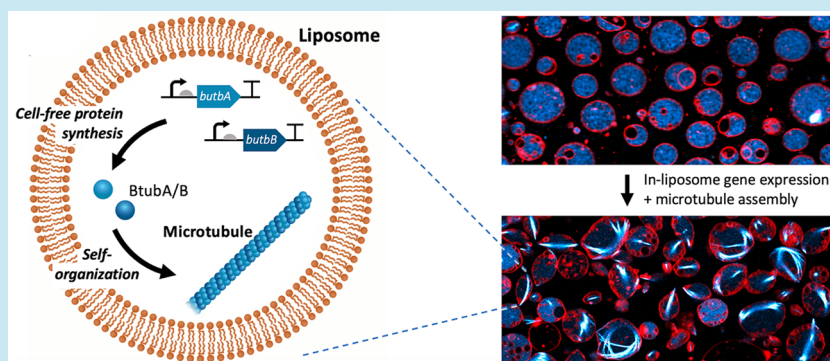 Liposome
butbA
Cell-free protein
synthesis
butbB
BtubA/B
Microtubule
Self-
organization
In-liposome gene expression
+ microtubule assembly